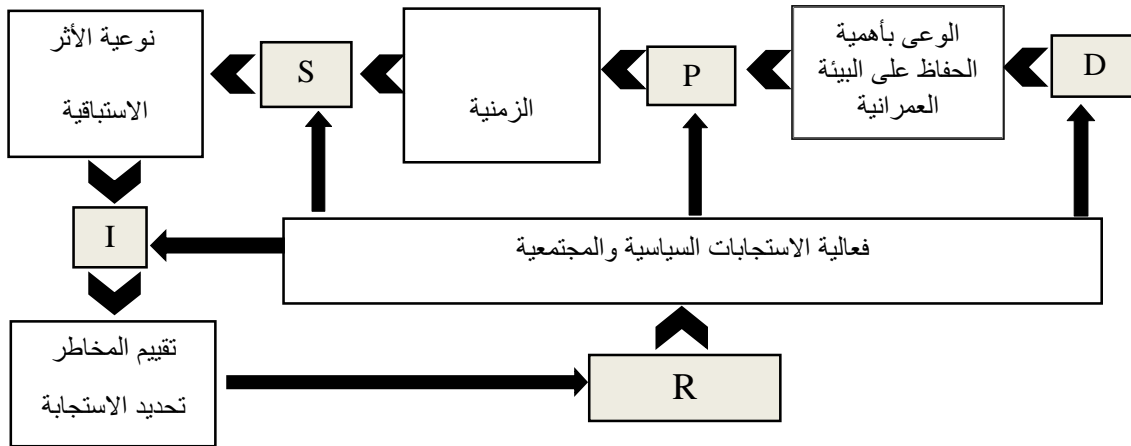 D
الوعى بأهمية
الحفاظ على البيئة
العمرانية
P
الزمنية
S
نوعية الأثر
الاستباقية
I
فعالية الاستجابات السياسية والمجتمعية
تقييم المخاطر
تحديد الاستجابة
R